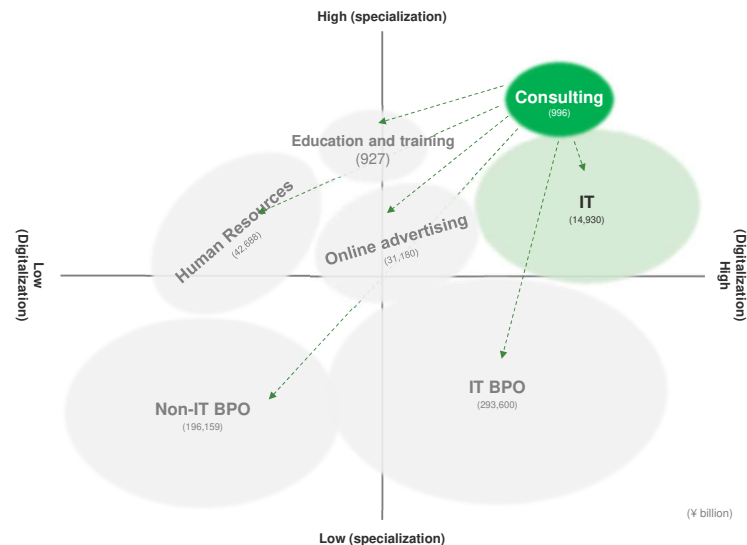 High (specialization)
Consulting
(996)
Education and training
(927)
IT
(14,930)
Human Resources
(42,688)
Online advertising
(31,180)
Low
(Digitalization)
High
(Digitalization)
IT BPO
(293,600)
Non-IT BPO
(196,159)
(¥ billion)
Low (specialization)